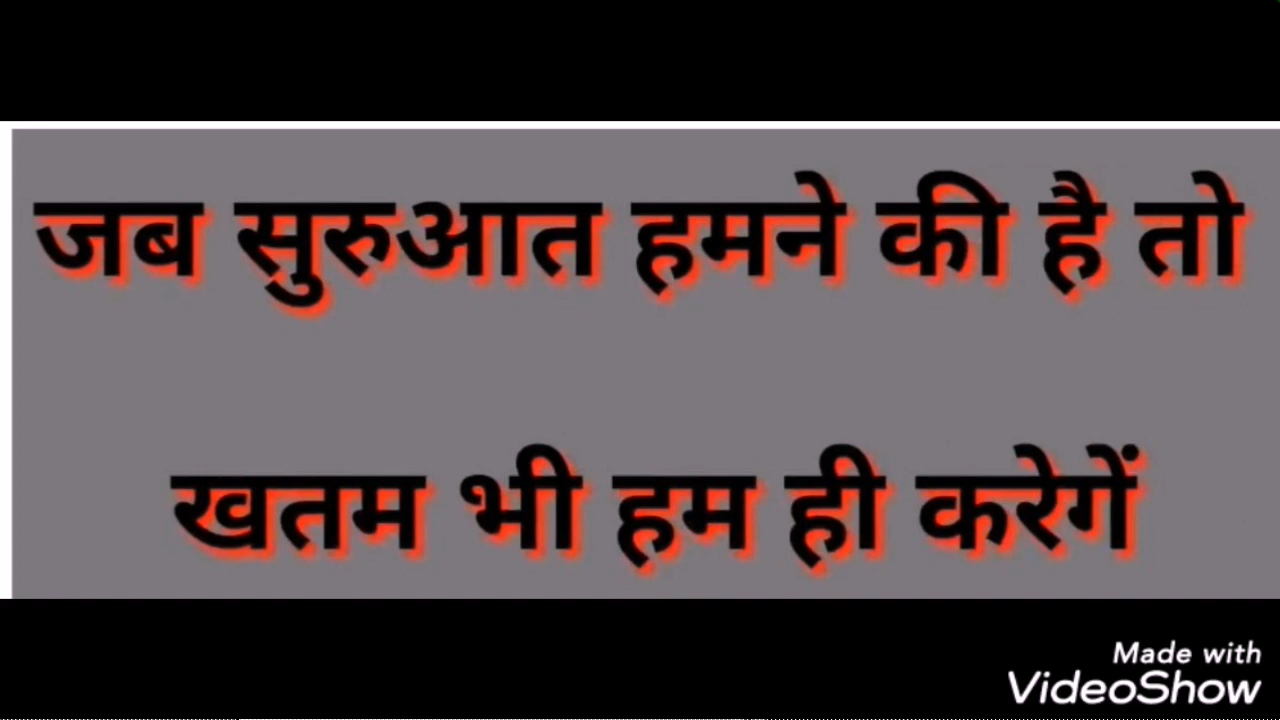 जब सुरुआत हमने की है तो
खतम भी हम ही करेगें
Made with
VideoShow